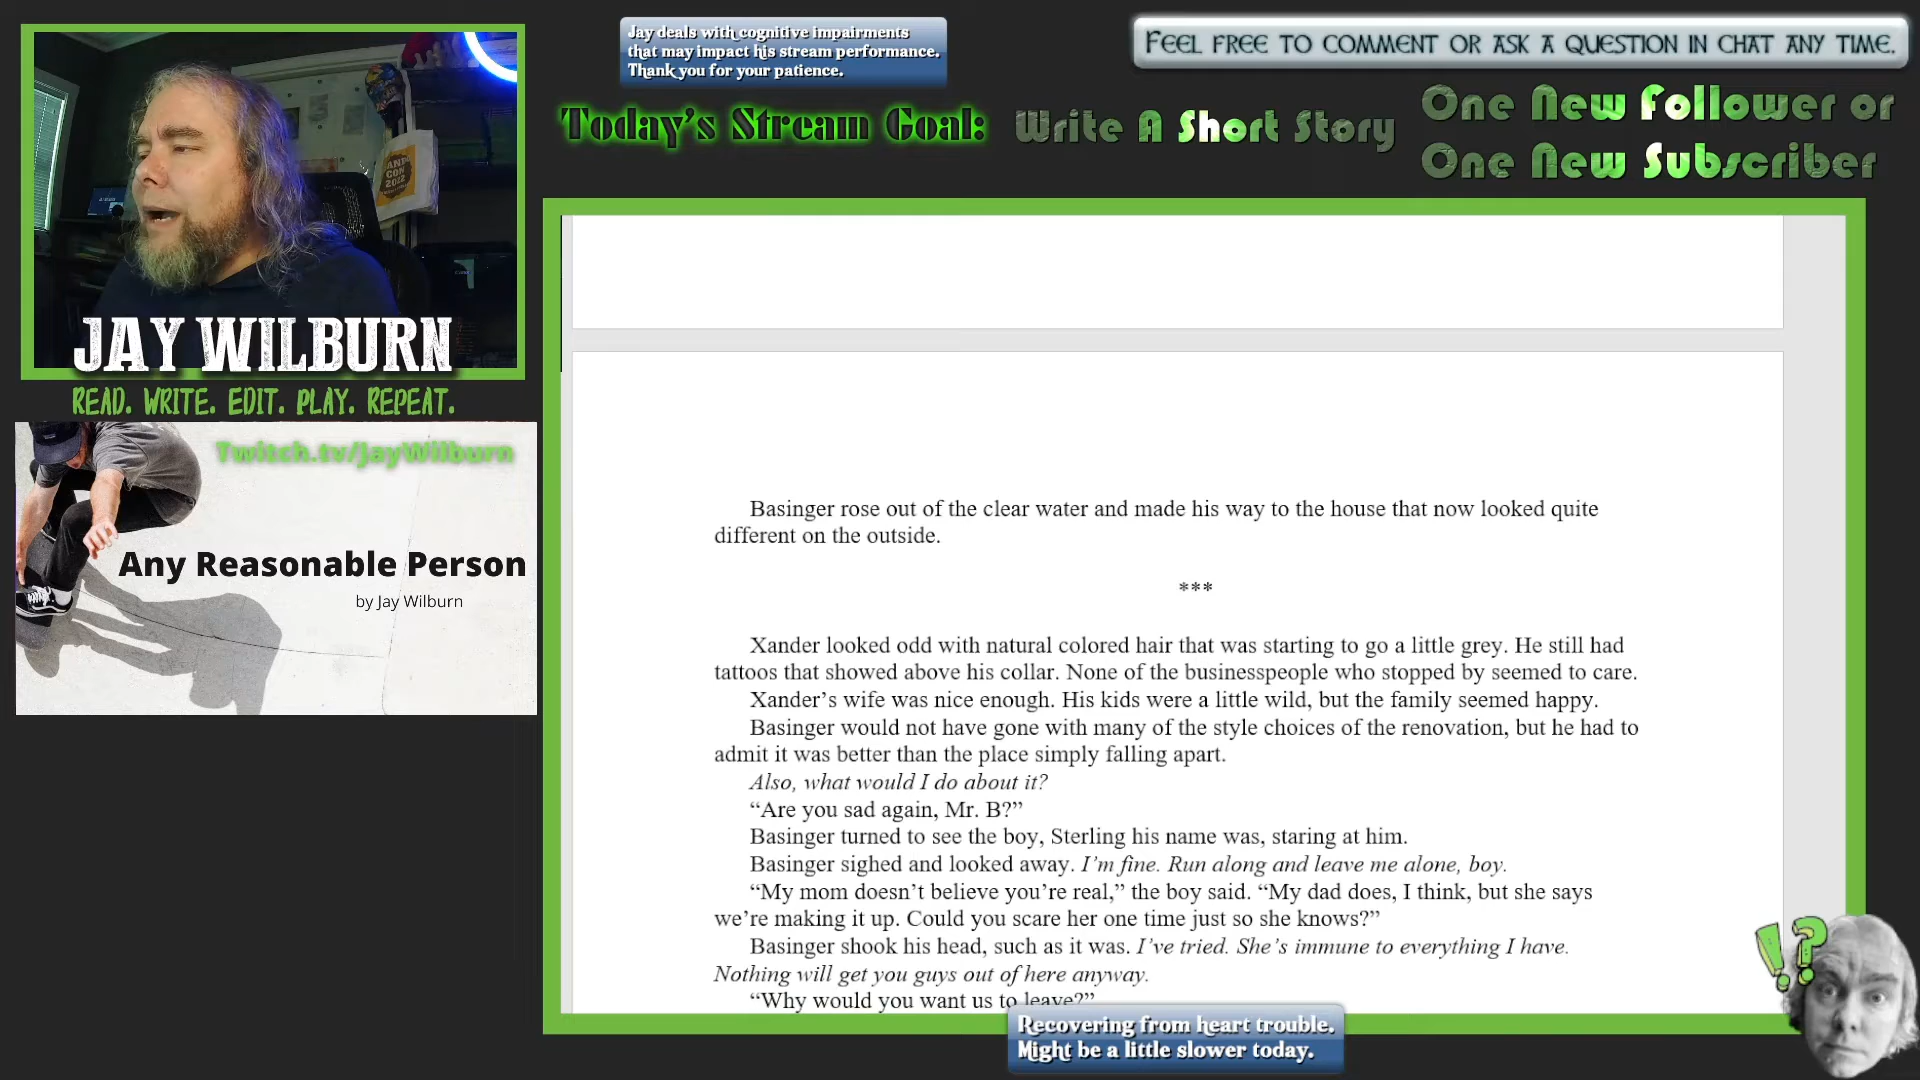 Jay deals with cognitive impairments
that may impact his stream performance.
Thank you for your patience.
FEEL FREE TO COMMENT OR ASK A QUESTION IN CHAT ANY TIME.
Today's Stream Goal:
Write A Short Story
One New Follower or
One New Subscriber
ANP
CON
2022
JAY WILBURN
READ. WRITE. EDIT. PLAY. REPEAT.
Twitch.tv/JayWilburn
Any Reasonable Person
by Jay Wilburn
Basinger rose out of the clear water and made his way to the house that now looked quite
different on the outside.
***
Xander looked odd with natural colored hair that was starting to go a little grey. He still had
tattoos that showed above his collar. None of the businesspeople who stopped by seemed to care.
Xander’s wife was nice enough. His kids were a little wild, but the family seemed happy.
Basinger would not have gone with many of the style choices of the renovation, but he had to
admit it was better than the place simply falling apart.
Also, what would I do about it?
“Are you sad again, Mr. B?”
Basinger turned to see the boy, Sterling his name was, staring at him.
Basinger sighed and looked away. I’m fine. Run along and leave me alone, boy.
“My mom doesn’t believe you’re real,” the boy said. “My dad does, I think, but she says
we’re making it up. Could you scare her one time just so she knows?”
Basinger shook his head, such as it was. I’ve tried. She’s immune to everything I have.
Nothing will get you guys out of here anyway.
“Why would you want us to leave?”
!?
Recovering from heart trouble.
Might be a little slower today.